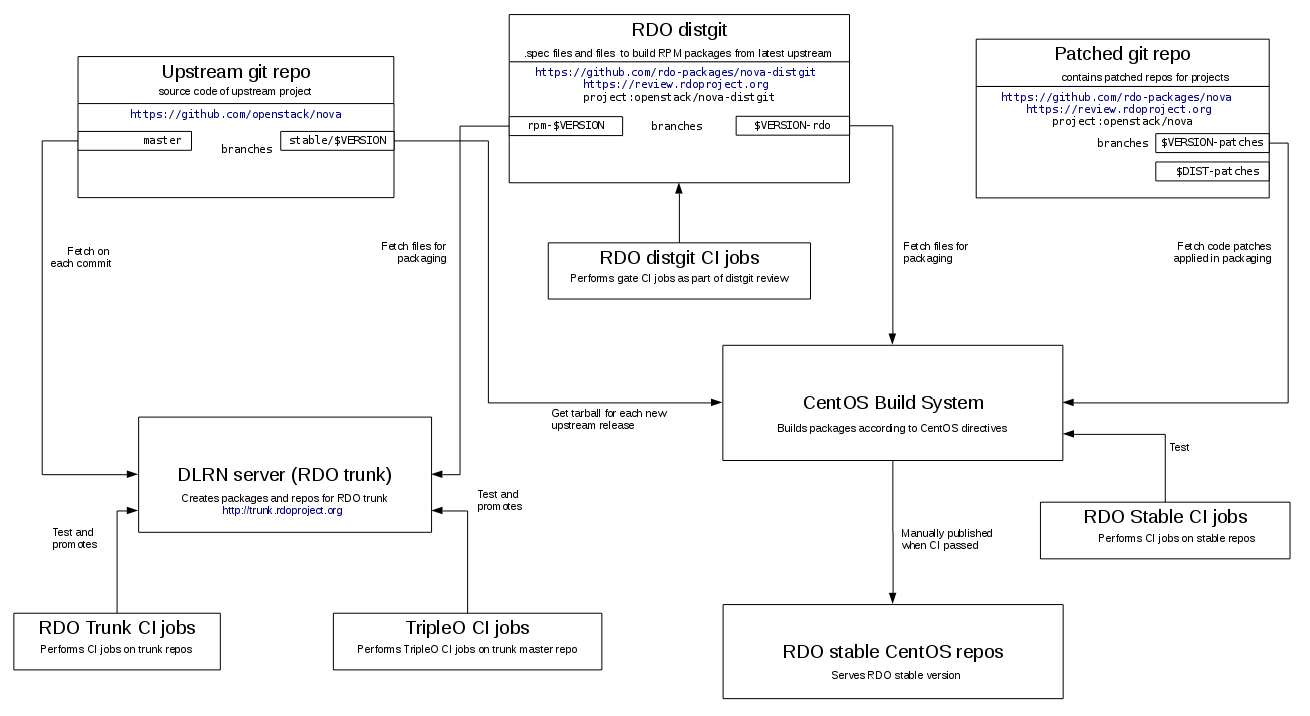 Upstream git repo
source code of upstream project
https://github.com/openstack/nova
master
branches
stable/$VERSION
RDO distgit
.spec files and files to build RPM packages from latest upstream
https://github.com/rdo-packages/nova-distgit
https://review.rdoproject.org
project:openstack/nova-distgit
rpm-$VERSION
branches
$VERSION-rdo
Patched git repo
contains patched repos for projects
https://github.com/rdo-packages/nova
https://review.rdoproject.org
project:openstack/nova
branches
$VERSION-patches
$DIST-patches
Fetch on
each commit
Fetch files for
packaging
RDO distgit CI jobs
Performs gate CI jobs as part of distgit review
Fetch files for
packaging
Fetch code patches
applied in packaging
Get tarball for each new
upstream release
CentOS Build System
Builds packages according to CentOS directives
Test
DLRN server (RDO trunk)
Creates packages and repos for RDO trunk
http://trunk.rdoproject.org
Test and
promotes
Test and
promotes
Manually published
when CI passed
RDO Stable CI jobs
Performs CI jobs on stable repos
RDO Trunk CI jobs
Performs CI jobs on trunk repos
TripleO CI jobs
Performs TripleO CI jobs on trunk master repo
RDO stable CentOS repos
Serves RDO stable version